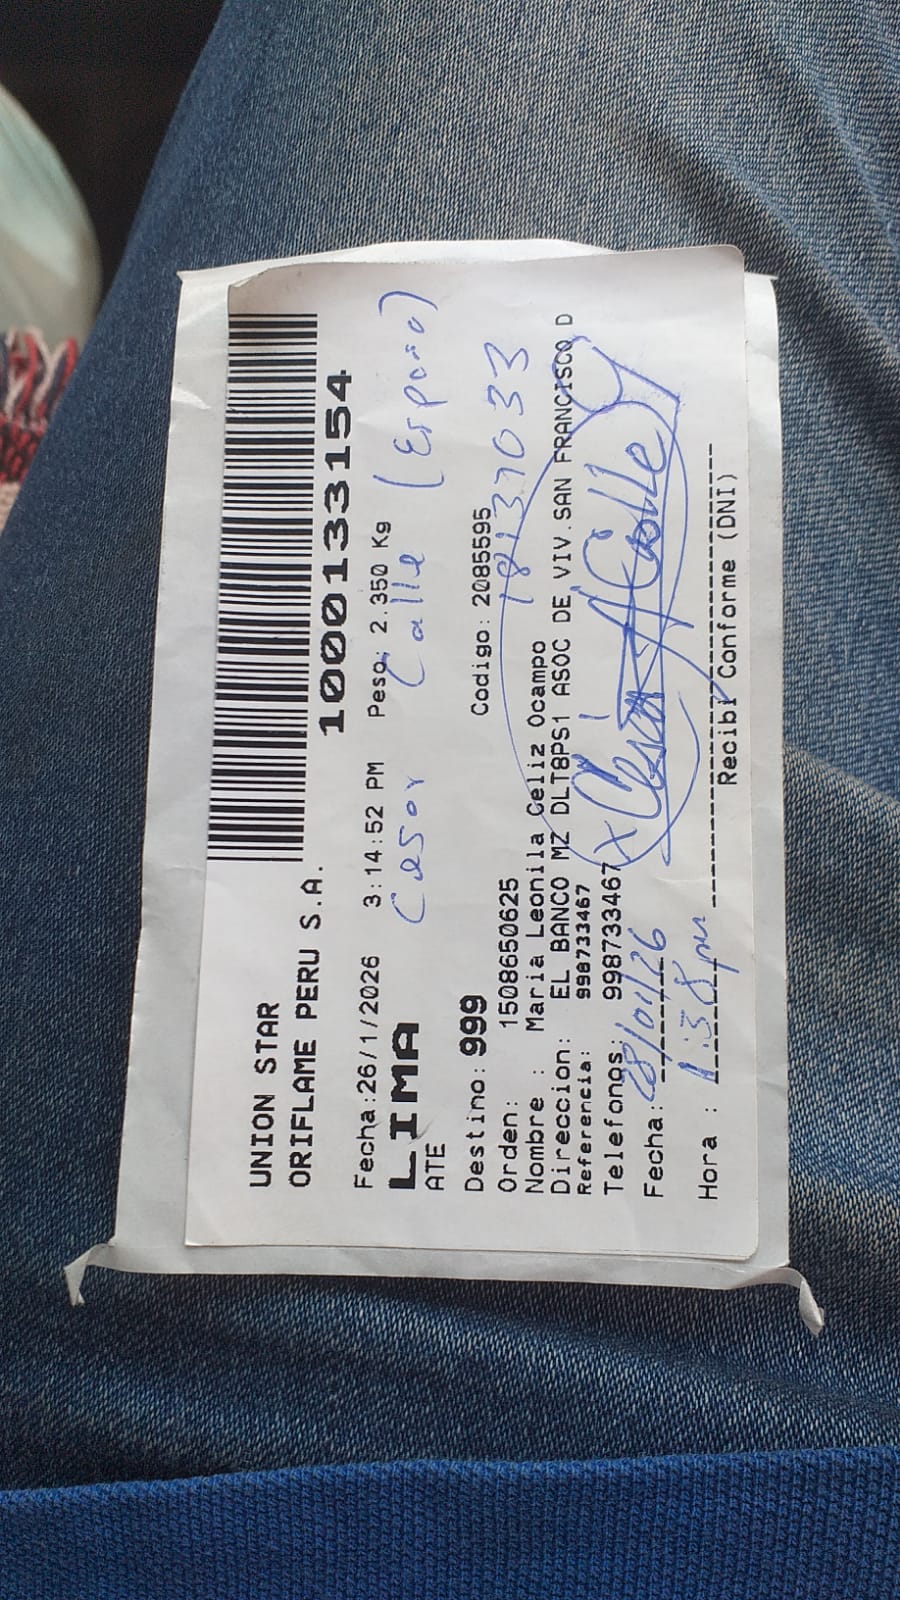 UNION STAR
ORIFLAME PERU S.A.
1000133154
Fecha:26/1/2026 3:14:52 PM Peso: 2.350 Kg
LIMA
Cesar Calle (Esposo)
ATE
Destino: 999 Codigo: 2085595
Orden: 1508650625
18137033
Nombre : Maria Leonila Celiz Ocampo
Direccion: EL BANCO MZ DLT8PS1 ASOC DE VIV.SAN FRANCISCO D
Referencia: 998733467
Telefonos: 998733467
X Cesar A Calle
Fecha: 28/01/26
Hora : 1:38 pm
Recibi Conforme (DNI)